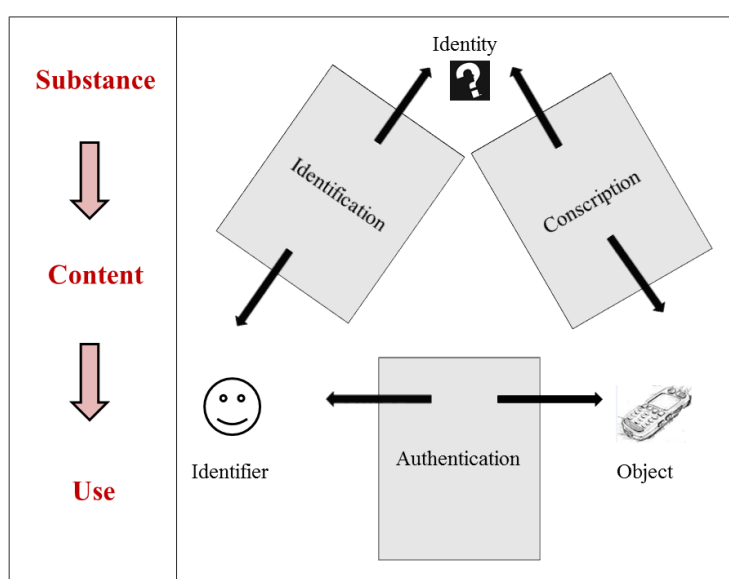 Substance
Content
Use
Identity
?
Identification
Conscription
Authentication
Identifier
Object